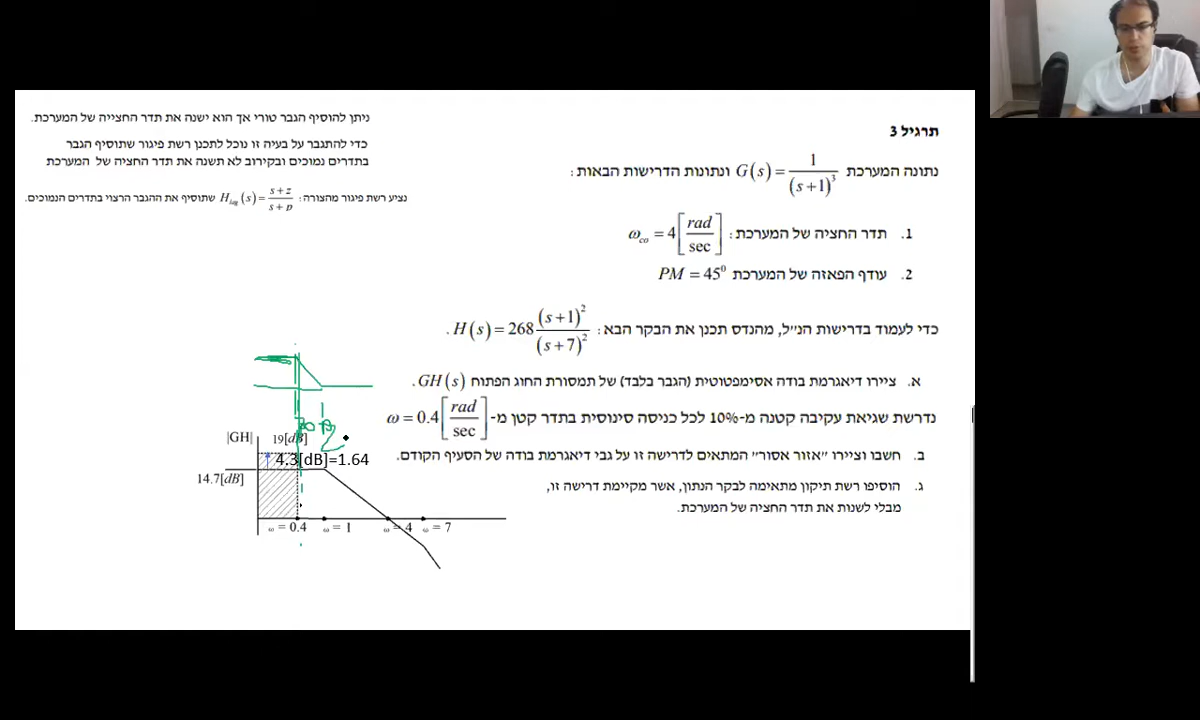 תרגיל 3
נתונה המערכת G(s) = 1/(s+1)^3 ונתונות הדרישות הבאות:
1. תדר החציה של המערכת: ω_co = 4[rad/sec]
2. עודף הפאזה של המערכת PM = 45^0
כדי לעמוד בדרישות הנ״ל, מהנדס תכנן את הבקר הבא: H(s) = 268 (s+1)^2/(s+7)^2.
א. ציירו דיאגרמת בודה אסימפטוטית (הגבר בלבד) של תמסורת החוג הפתוח GH(s).
נדרשת שגיאת עקיבה קטנה מ-10% לכל כניסה סינוסית בתדר קטן מ- ω = 0.4[rad/sec]
ב. חשבו וציירו ״אזור אסור״ המתאים לדרישה זו על גבי דיאגרמת בודה של הסעיף הקודם.
ג. הוסיפו רשת תיקון מתאימה לבקר הנתון, אשר מקיימת דרישה זו,
מבלי לשנות את תדר החציה של המערכת.
ניתן להוסיף הגבר טורי אך הוא ישנה את תדר החצייה של המערכת.
כדי להתגבר על בעיה זו נוכל לתכנן רשת פיגור שתוסיף הגבר
בתדרים נמוכים ובקירוב לא תשנה את תדר החציה של המערכת
נציע רשת פיגור מהצורה: H_lag(s) = (s+z)/(s+p) שתוסיף את ההגבר הרצוי בתדרים הנמוכים.
|GH|
19[dB]
4.3[dB]=1.64
14.7[dB]
ω = 0.4 ω = 1 ω = 4 ω = 7